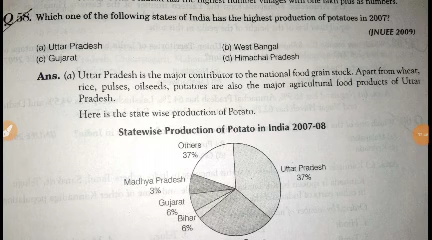 Q 58. Which one of the following states of India has the highest production of potatoes in 2007?
(JNUEE 2009)
(a) Uttar Pradesh (b) West Bangal
(c) Gujarat (d) Himachal Pradesh
Ans. (a) Uttar Pradesh is the major contributor to the national food grain stock. Apart from wheat,
rice, pulses, oilseeds, potatoes are also the major agricultural food products of Uttar
Pradesh.
Here is the state wise production of Potato.
Statewise Production of Potato in India 2007-08
Others
37%
Uttar Pradesh
37%
Madhya Pradesh
3%
Gujarat
6%
Bihar
6%